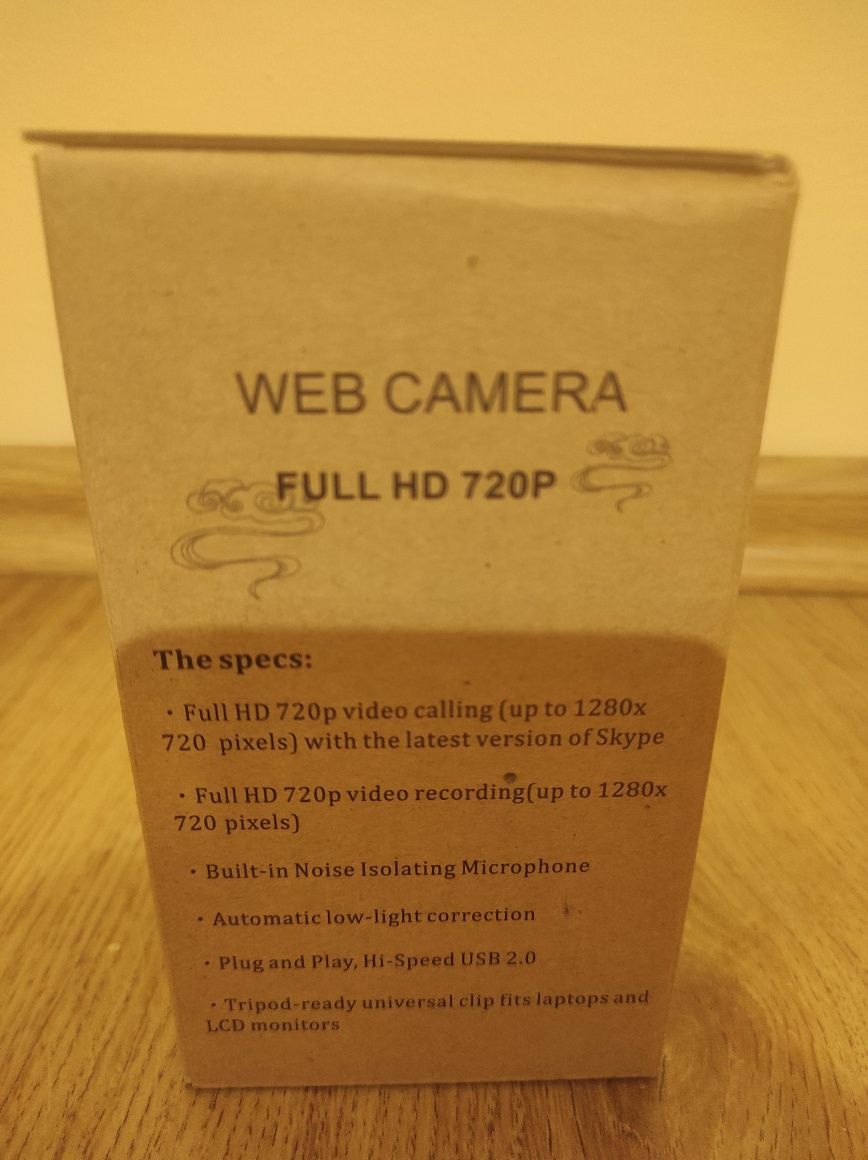 WEB CAMERA
FULL HD 720P
The specs:
· Full HD 720p video calling (up to 1280x
720 pixels) with the latest version of Skype
· Full HD 720p video recording(up to 1280x
720 pixels)
· Built-in Noise Isolating Microphone
· Automatic low-light correction
· Plug and Play, Hi-Speed USB 2.0
· Tripod-ready universal clip fits laptops and
LCD monitors